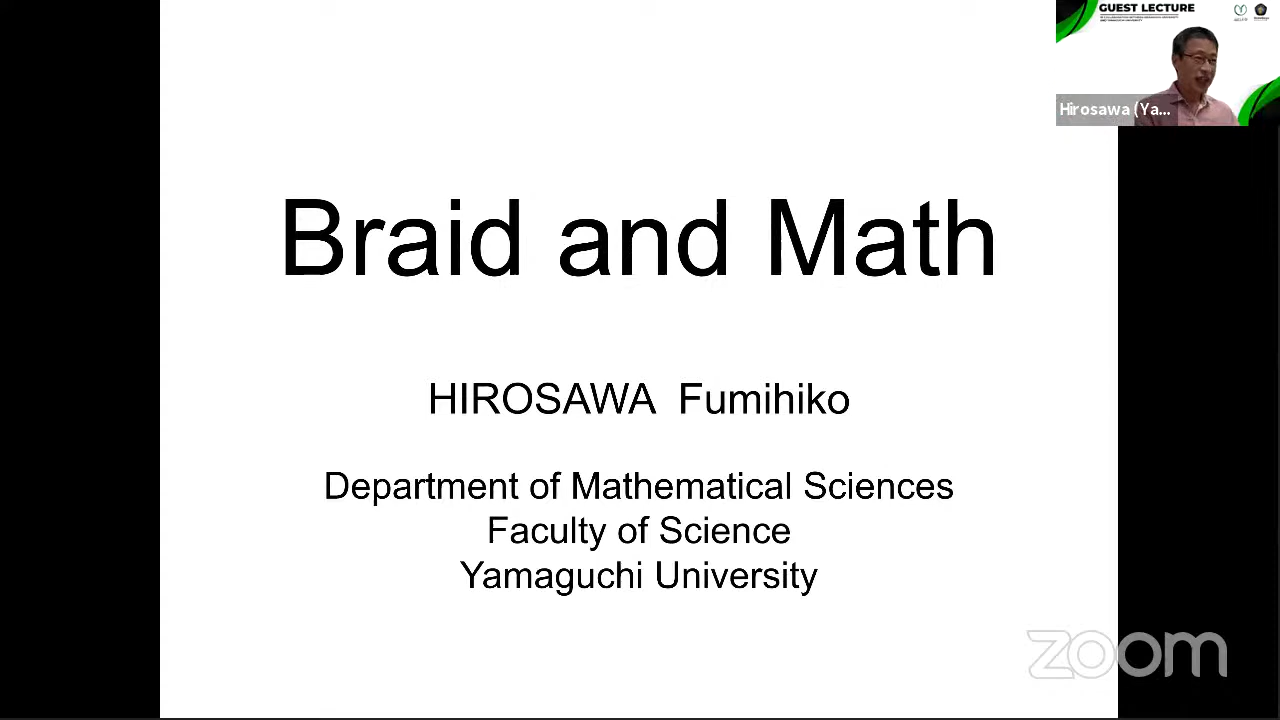 GUEST LECTURE
Hirosawa (Ya...
Braid and Math
HIROSAWA Fumihiko
Department of Mathematical Sciences
Faculty of Science
Yamaguchi University
zoom